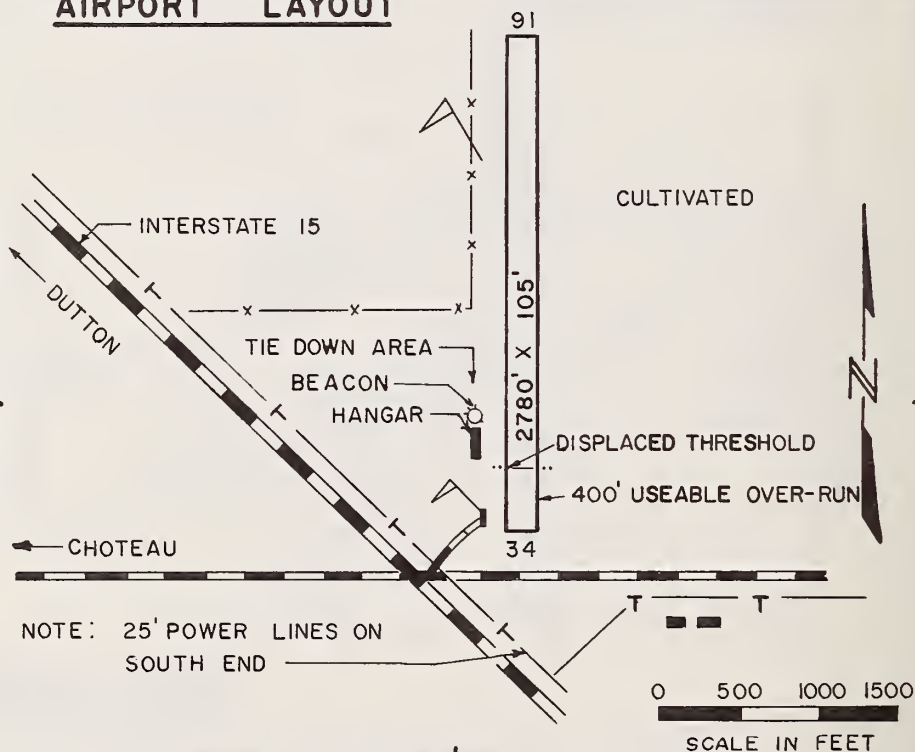 AIRPORT LAYOUT
16
INTERSTATE 15
CULTIVATED
DUTTON
TIE DOWN AREA
BEACON
HANGAR
2780' X 105'
N
DISPLACED THRESHOLD
400' USEABLE OVER-RUN
34
CHOTEAU
NOTE: 25' POWER LINES ON
SOUTH END
0 500 1000 1500
SCALE IN FEET